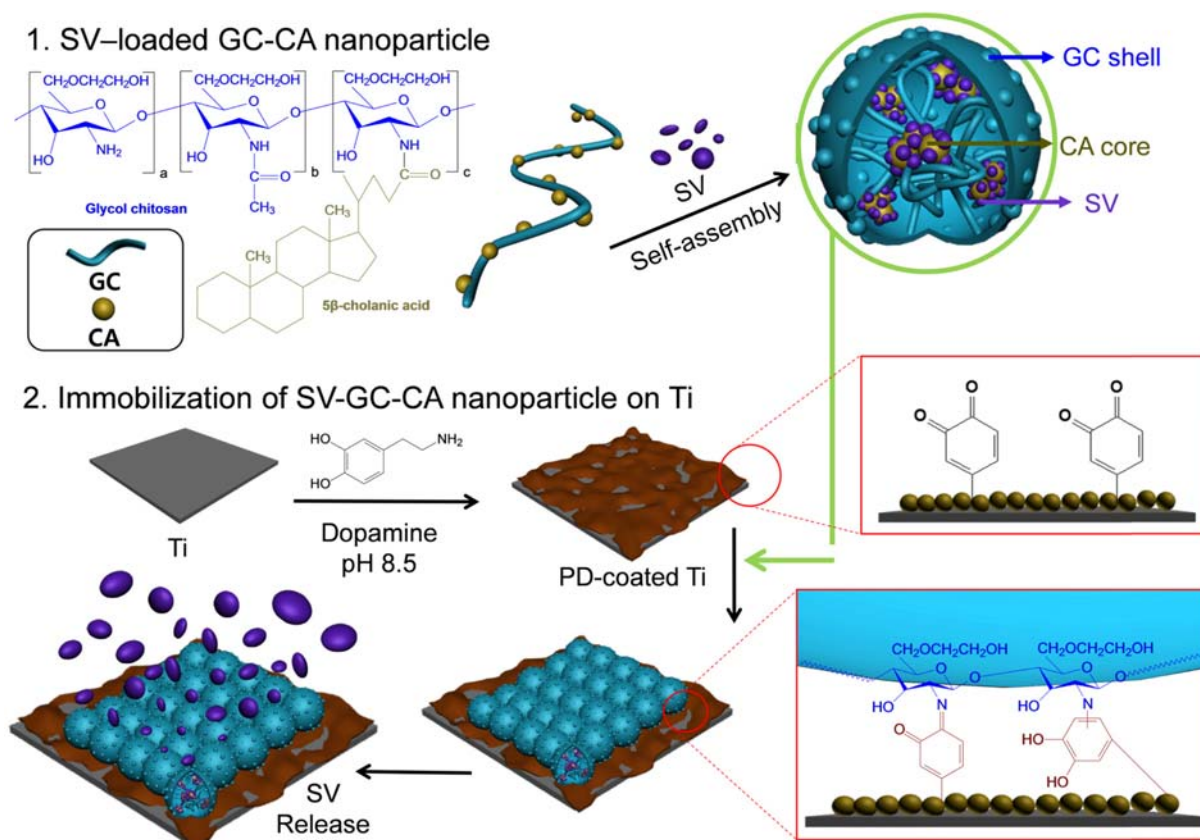 1. SV–loaded GC-CA nanoparticle
CH₂OCH₂CH₂OH
CH₂OCH₂CH₂OH
CH₂OCH₂CH₂OH
O
O
O
O
O
O
HO
NH₂
a
HO
NH
b
HO
NH
c
C=O
CH₃
C=O
Glycol chitosan
CH₃
CH₃
5β-cholanic acid
GC
CA
SV
Self-assembly
GC shell
CA core
SV
2. Immobilization of SV-GC-CA nanoparticle on Ti
Ti
HO
HO
NH₂
Dopamine
pH 8.5
PD-coated Ti
O
O
O
O
SV
Release
CH₂OCH₂CH₂OH
CH₂OCH₂CH₂OH
O
O
O
O
HO
N
HO
N
O
HO
HO